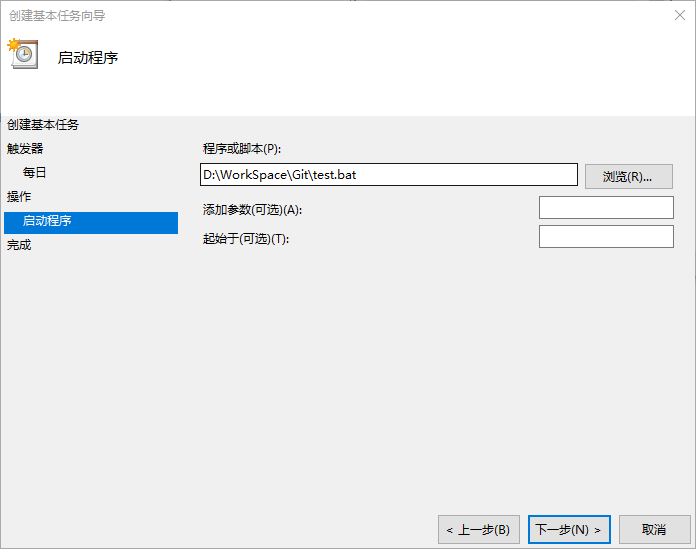 创建基本任务向导
启动程序
创建基本任务
触发器
每日
操作
启动程序
完成
程序或脚本(P):
D:\WorkSpace\Git\test.bat
浏览(R)...
添加参数(可选)(A):
起始于(可选)(T):
< 上一步(B)
下一步(N) >
取消